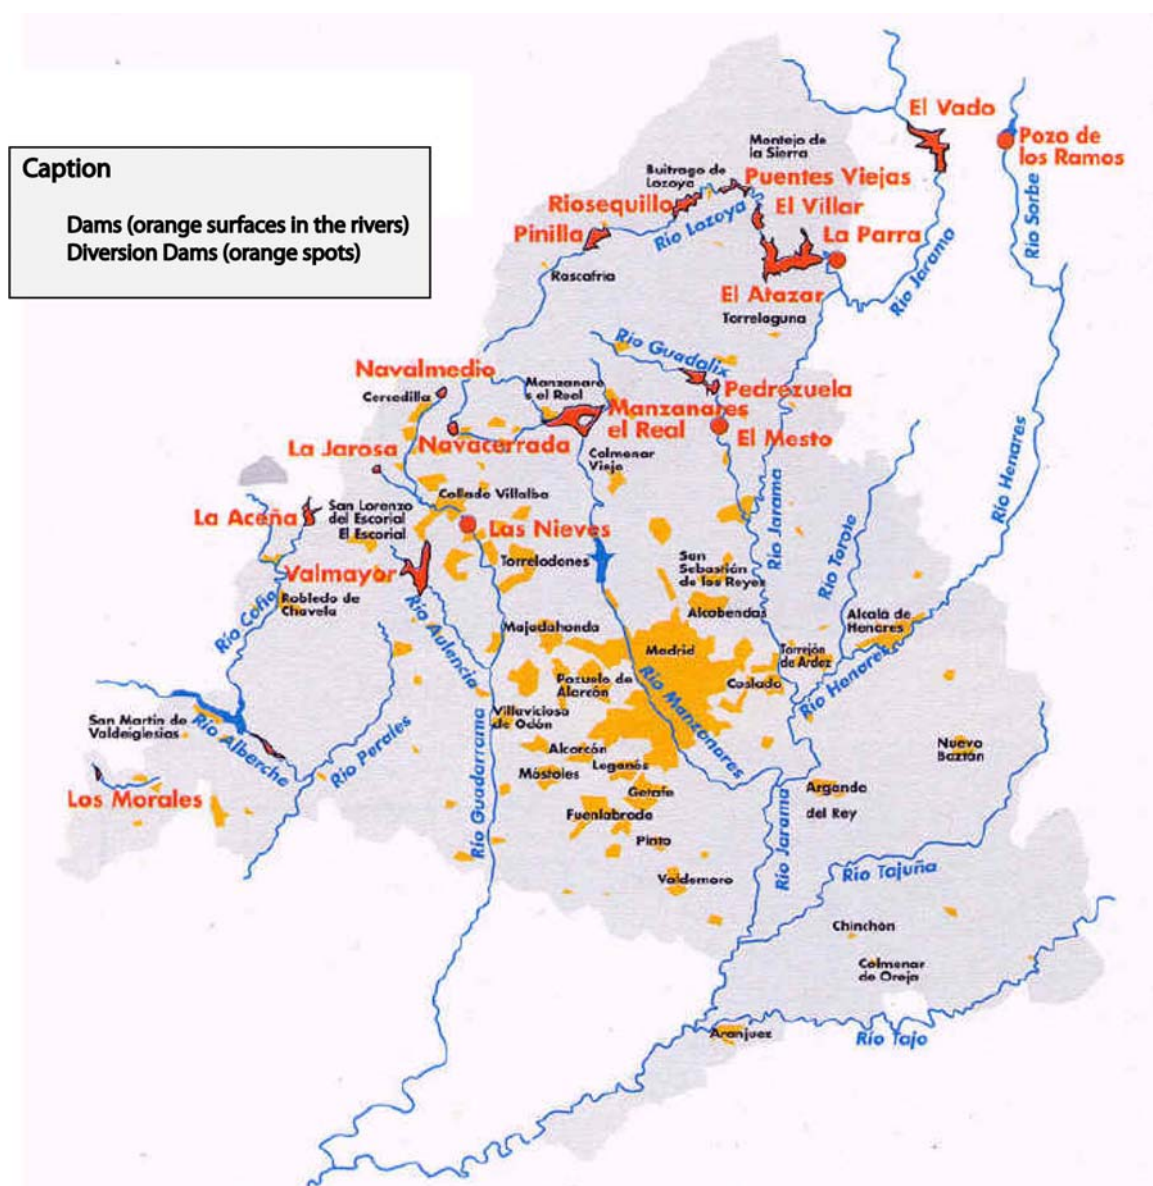 Caption
Dams (orange surfaces in the rivers)
Diversion Dams (orange spots)
El Vado
Pozo de
los Ramos
Montejo de
la Sierra
Buitrago de
Lozoya
Puentes Viejas
Riosequillo
El Villar
Río Lozoya
Pinilla
La Parra
Río Sorbe
Río Jarama
Rascafria
El Atazar
Torrelaguna
Río Guadalix
Navalmedio
Manzanare
s el Real
Pedrezuela
Cercedilla
Manzanares
el Real
El Mesto
La Jarosa
Navacerrada
Colmenar
Viejo
Río Henares
Collado Villalba
La Aceña
San Lorenzo
del Escorial
El Escorial
Las Nieves
Río Jarama
Río Torote
Valmayor
Torrelodones
San
Sebastián
de los Reyes
Robledo de
Chavela
Río Cofio
Río Aulencia
Alcobendas
Alcalá de
Henares
Majadahonda
Madrid
Torrejón
de Ardoz
Río Henares
Pozuelo de
Alarcón
Coslada
Río Manzanares
San Martín de
Valdeiglesias
Río Alberche
Río Perales
Villaviciosa
de Odón
Río Guadarrama
Alcorcón
Leganés
Móstoles
Nuevo
Baztán
Los Morales
Getafe
Arganda
del Rey
Fuenlabrada
Río Jarama
Pinto
Valdemoro
Río Tajuña
Chinchón
Colmenar
de Oreja
Aranjuez
Río Tajo